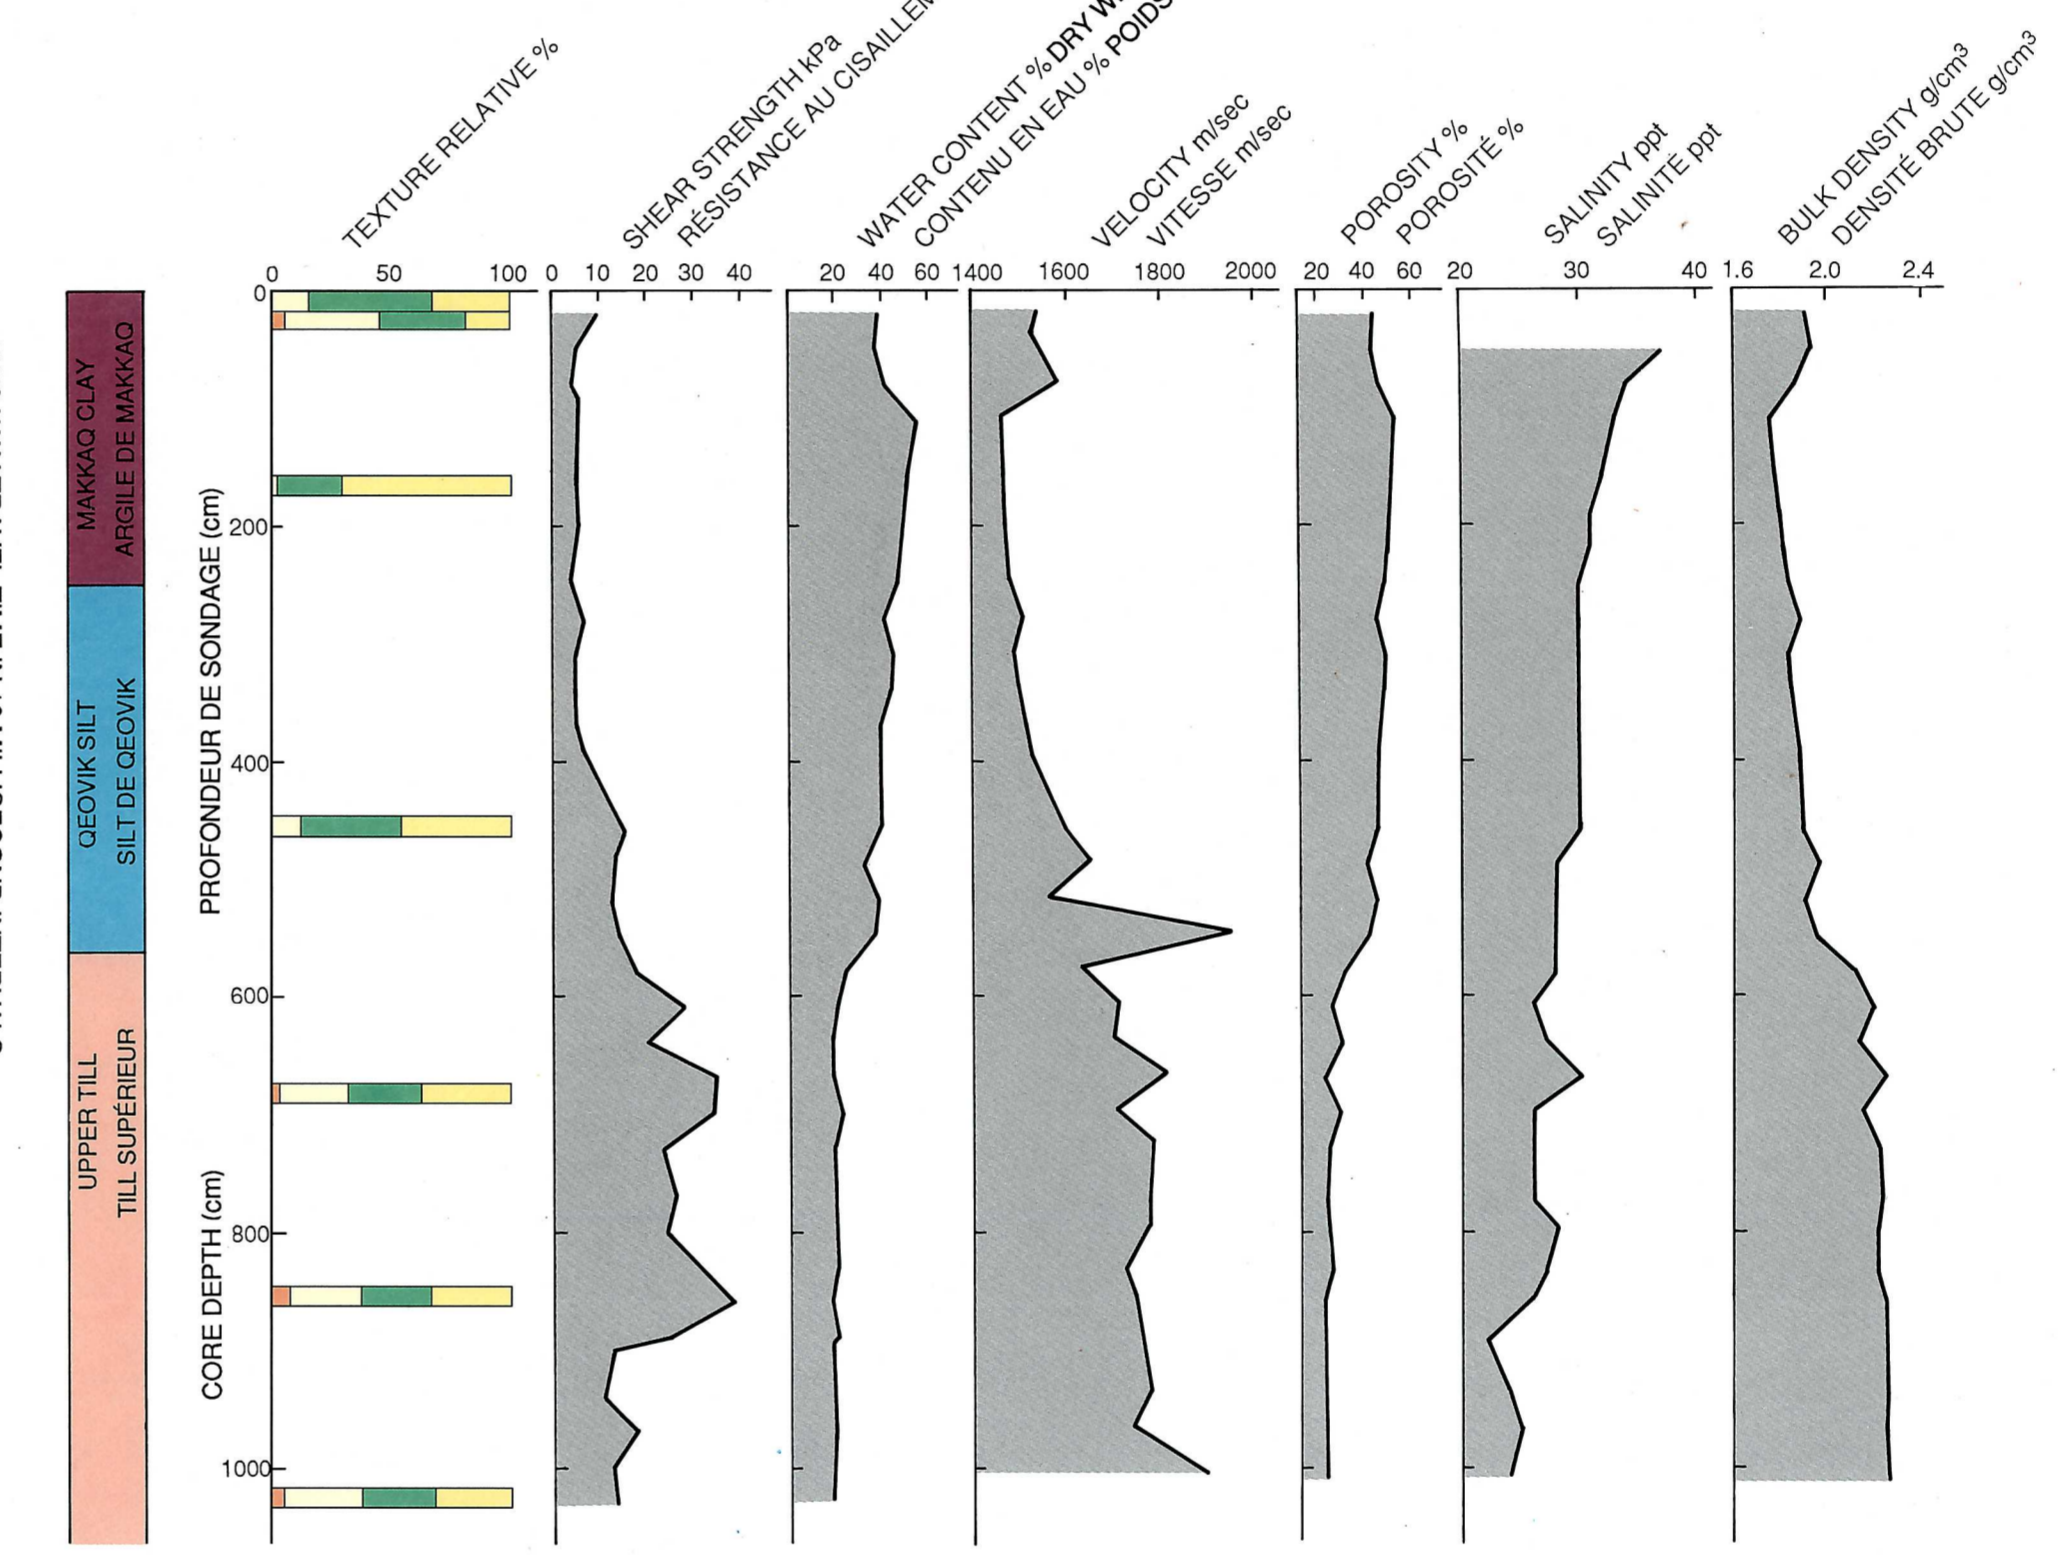 TEXTURE RELATIVE %
SHEAR STRENGTH kPa
RÉSISTANCE AU
WATER CONTENT % DRY
CONTENU EN EAU % POIDS
VELOCITY m/sec
VITESSE m/sec
POROSITY %
POROSITÉ %
SALINITY ppt
SALINITÉ ppt
BULK DENSITY g/cm³
DENSITÉ BRUTE g/cm³
0 50 100
0 10 20 30 40
20 40 60
1400 1600 1800 2000
20 40 60
20 30 40
1.6 2.0 2.4
MAKKAQ CLAY
ARGILE DE MAKKAQ
QEOVIK SILT
SILT DE QEOVIK
UPPER TILL
TILL SUPÉRIEUR
PROFONDEUR DE SONDAGE (cm)
CORE DEPTH (cm)
0
200
400
600
800
1000